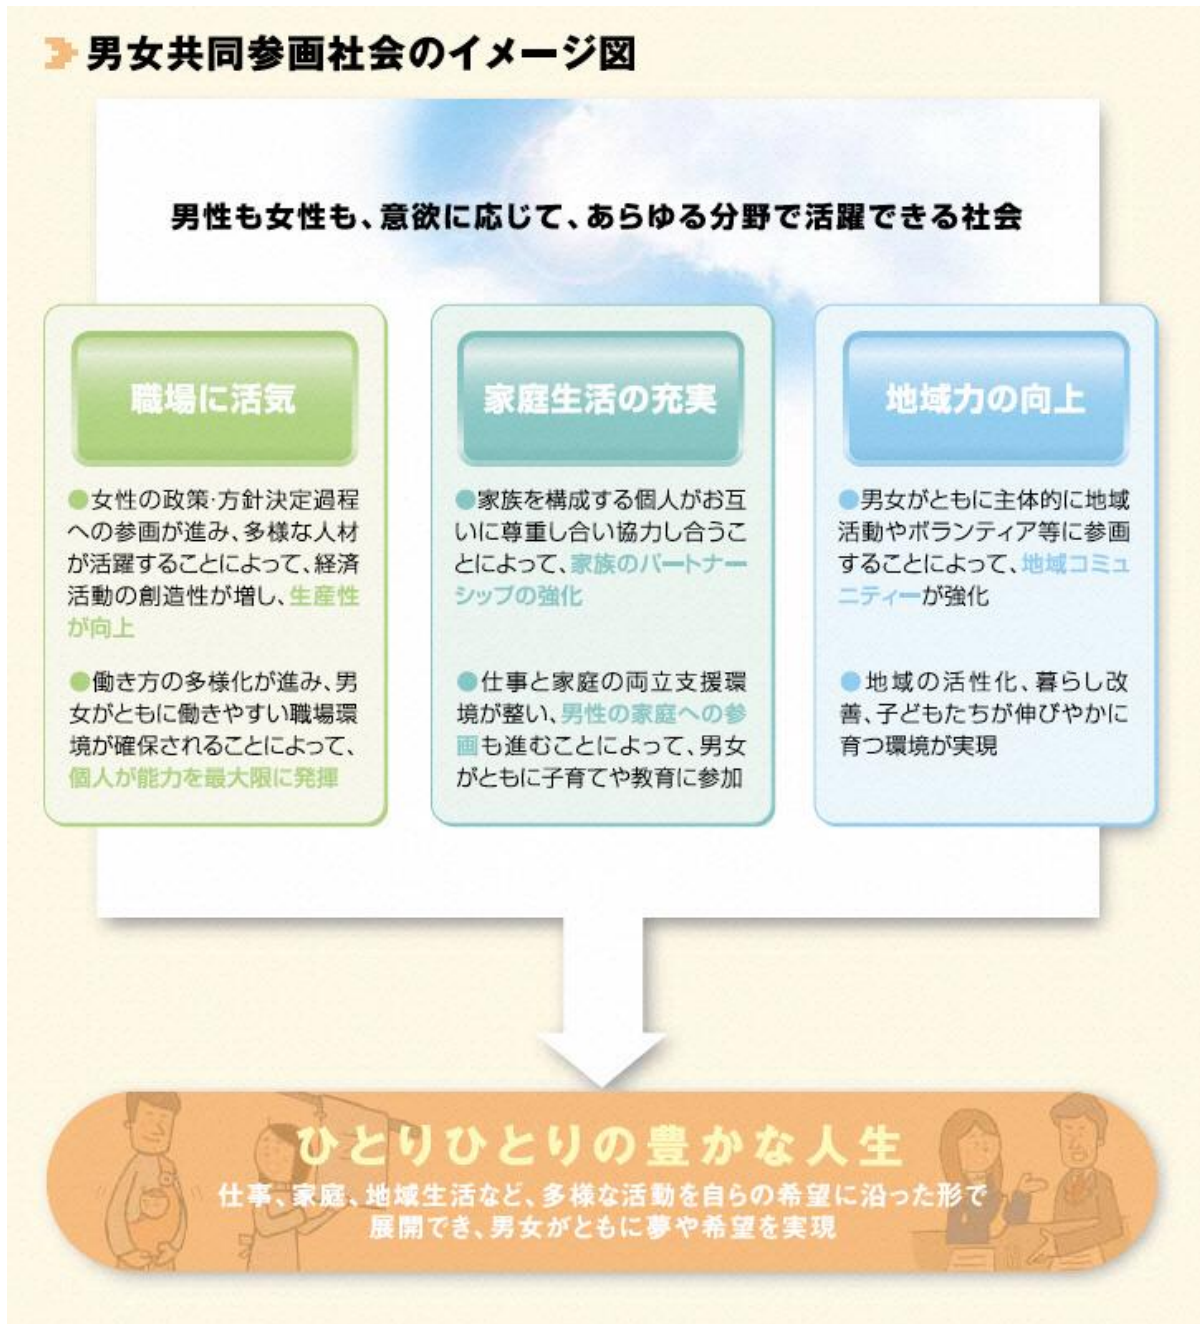 男女共同参画社会のイメージ図
男性も女性も、意欲に応じて、あらゆる分野で活躍できる社会
職場に活気
●女性の政策・方針決定過程
への参画が進み、多様な人材
が活躍することによって、経済
活動の創造性が増し、生産性
が向上
●働き方の多様化が進み、男
女がともに働きやすい職場環
境が確保されることによって、
個人が能力を最大限に発揮
家庭生活の充実
●家族を構成する個人がお互
いに尊重し合い協力し合うこ
とによって、家族のパートナー
シップの強化
●仕事と家庭の両立支援環
境が整い、男性の家庭への参
画も進むことによって、男女
がともに子育てや教育に参加
地域力の向上
●男女がともに主体的に地域
活動やボランティア等に参画
することによって、地域コミュ
ニティーが強化
●地域の活性化、暮らし改
善、子どもたちが伸びやかに
育つ環境が実現
ひとりひとりの豊かな人生
仕事、家庭、地域生活など、多様な活動を自らの希望に沿った形で
展開でき、男女がともに夢や希望を実現